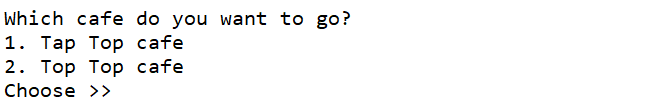 Which cafe do you want to go?
1. Tap Top cafe
2. Top Top cafe
Choose >>